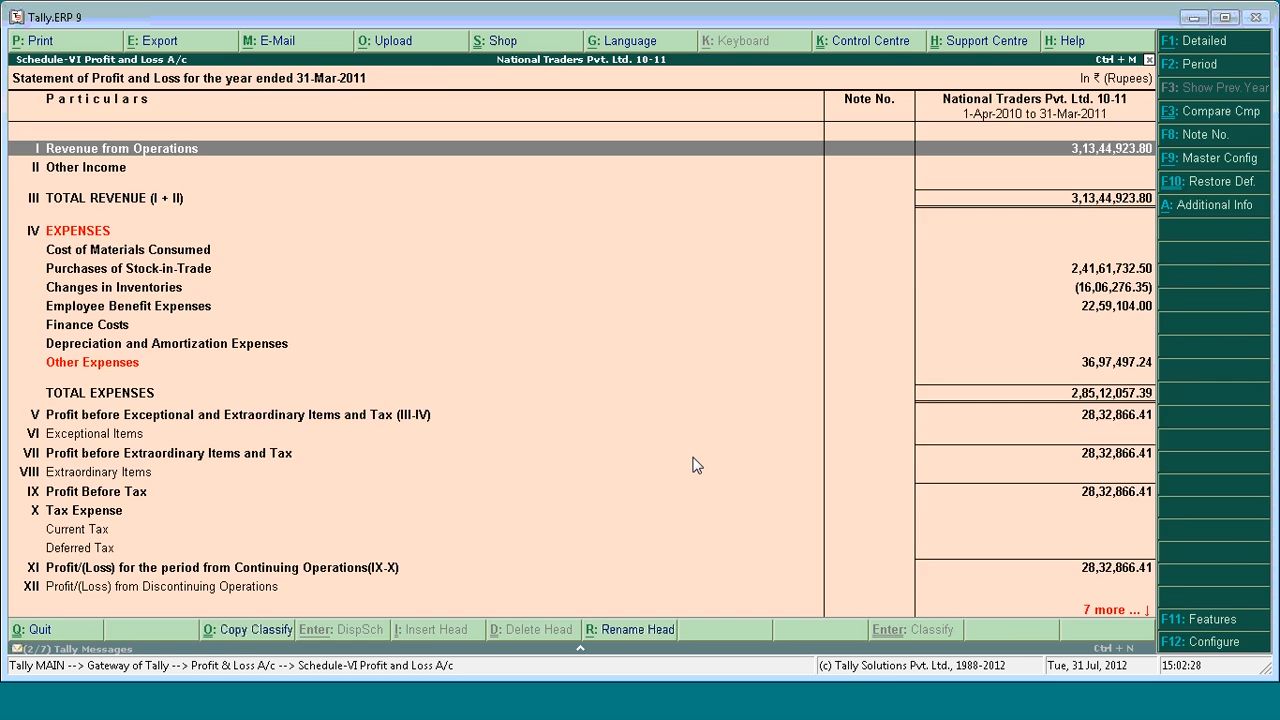 Tally.ERP 9
P: Print E: Export M: E-Mail O: Upload S: Shop G: Language K: Keyboard K: Control Centre H: Support Centre H: Help
Schedule-VI Profit and Loss A/c National Traders Pvt. Ltd. 10-11 Ctrl + M
Statement of Profit and Loss for the year ended 31-Mar-2011 In ₹ (Rupees)
Particulars Note No. National Traders Pvt. Ltd. 10-11
1-Apr-2010 to 31-Mar-2011
I Revenue from Operations 3,13,44,923.80
II Other Income
III TOTAL REVENUE (I + II) 3,13,44,923.80
IV EXPENSES
Cost of Materials Consumed
Purchases of Stock-in-Trade 2,41,61,732.50
Changes in Inventories (16,06,276.35)
Employee Benefit Expenses 22,59,104.00
Finance Costs
Depreciation and Amortization Expenses
Other Expenses 36,97,497.24
TOTAL EXPENSES 2,85,12,057.39
V Profit before Exceptional and Extraordinary Items and Tax (III-IV) 28,32,866.41
VI Exceptional Items
VII Profit before Extraordinary Items and Tax 28,32,866.41
VIII Extraordinary Items
IX Profit Before Tax 28,32,866.41
X Tax Expense
Current Tax
Deferred Tax
XI Profit/(Loss) for the period from Continuing Operations(IX-X) 28,32,866.41
XII Profit/(Loss) from Discontinuing Operations
7 more ... ↓
F1: Detailed
F2: Period
F3: Show Prev.Year
F3: Compare Cmp
F8: Note No.
F9: Master Config
F10: Restore Def.
A: Additional Info
F11: Features
F12: Configure
Q: Quit O: Copy Classify Enter: DispSch I: Insert Head D: Delete Head R: Rename Head Enter: Classify
(2/7) Tally Messages Ctrl + N
Tally MAIN --> Gateway of Tally --> Profit & Loss A/c --> Schedule-VI Profit and Loss A/c (c) Tally Solutions Pvt. Ltd., 1988-2012 Tue, 31 Jul, 2012 15:02:28